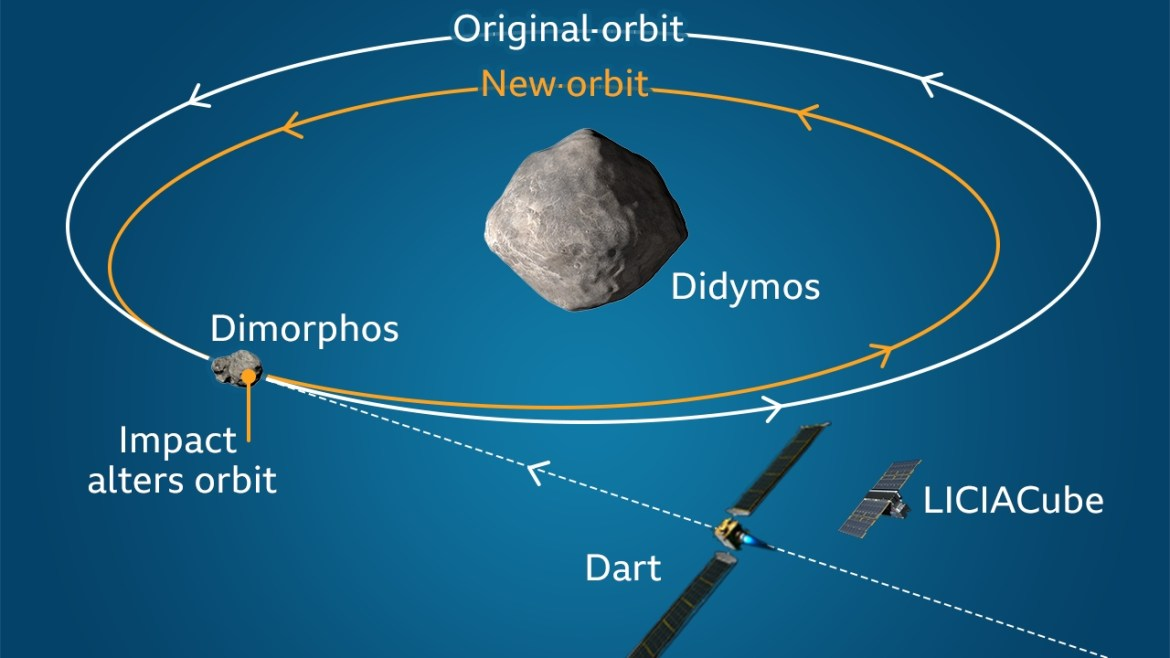 Original orbit
New orbit
Didymos
Dimorphos
Impact
alters orbit
LICIACube
Dart